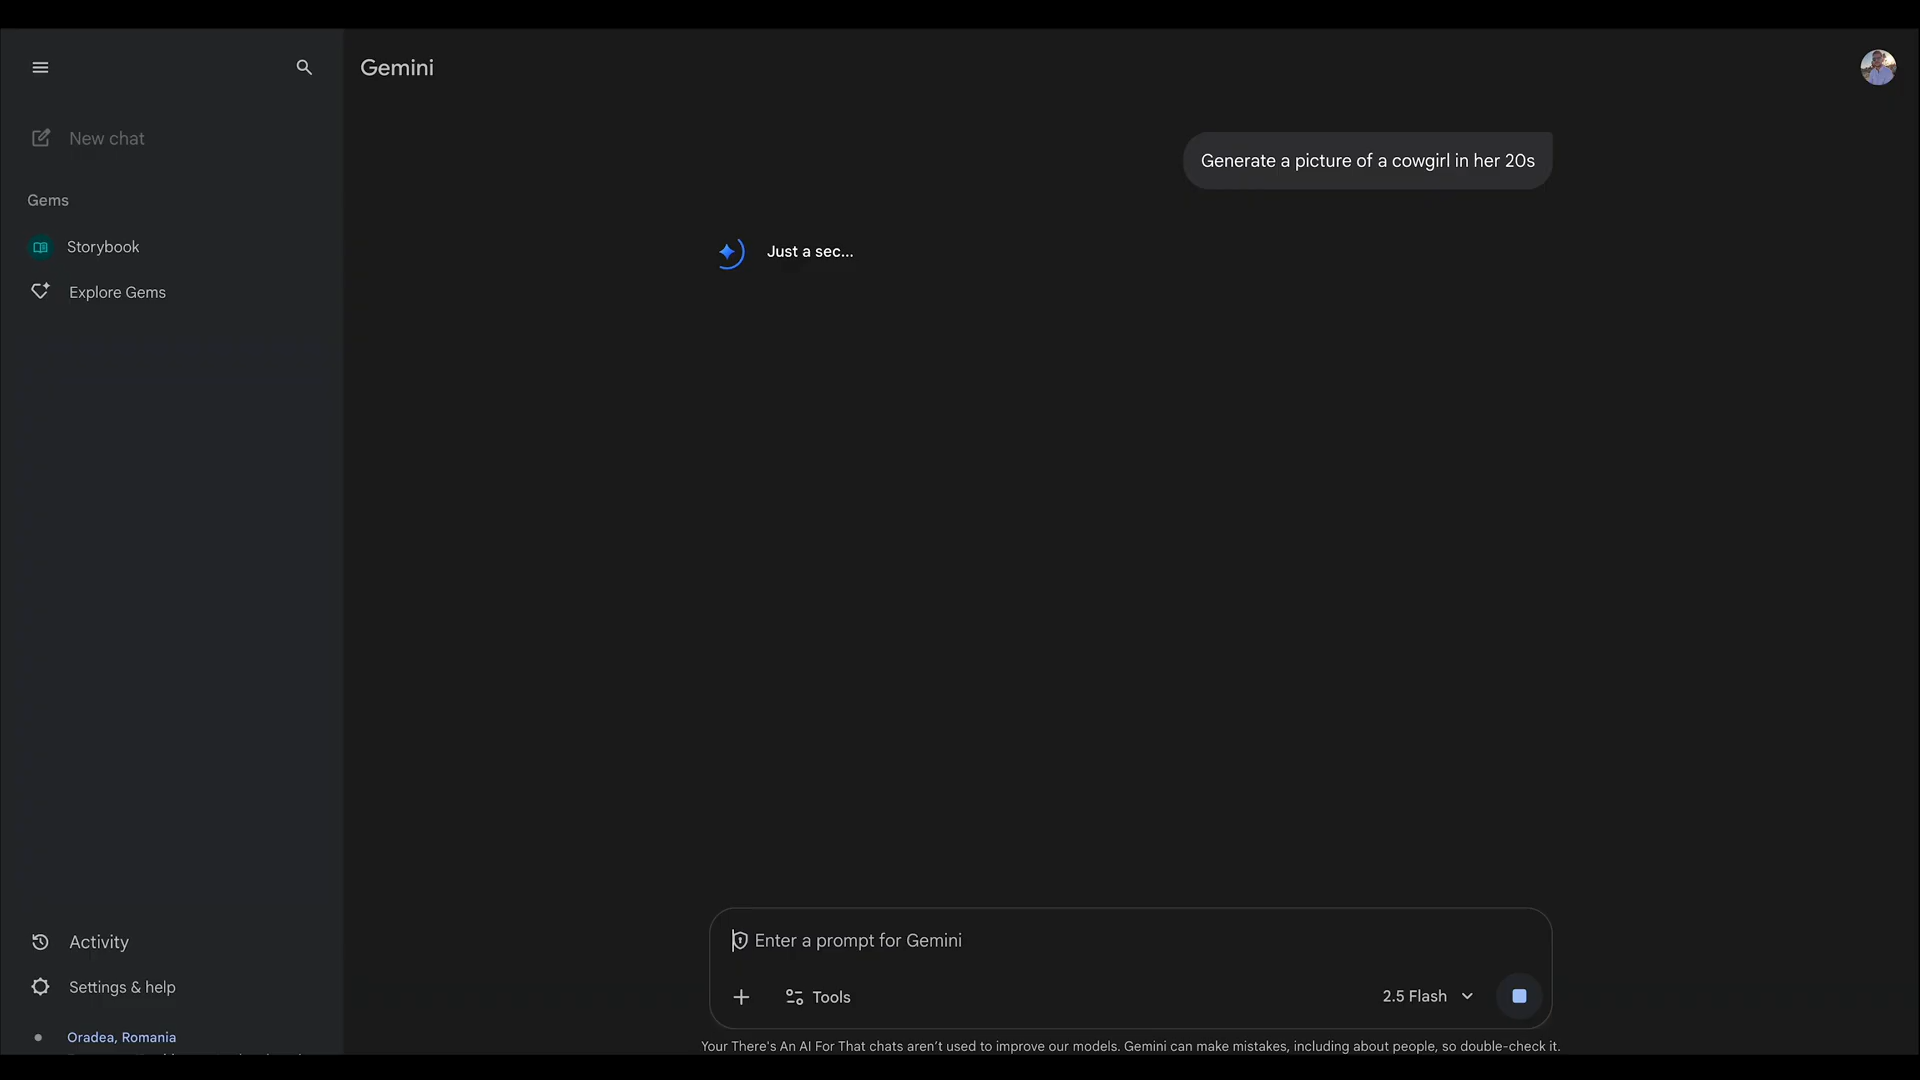 Gemini
New chat
Gems
Storybook
Explore Gems
Generate a picture of a cowgirl in her 20s
Just a sec...
Activity
Settings & help
Oradea, Romania
Enter a prompt for Gemini
Tools
2.5 Flash
Your There's An AI For That chats aren't used to improve our models. Gemini can make mistakes, including about people, so double-check it.